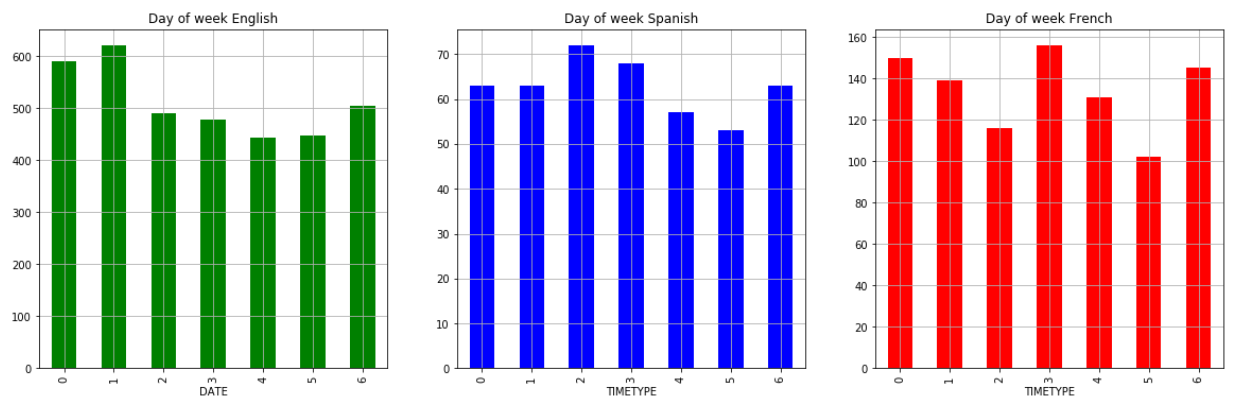 Day of week English
600
500
400
300
200
100
0
0 1 2 3 4 5 6
DATE
Day of week Spanish
70
60
50
40
30
20
10
0
0 1 2 3 4 5 6
TIMETYPE
Day of week French
160
140
120
100
80
60
40
20
0
0 1 2 3 4 5 6
TIMETYPE